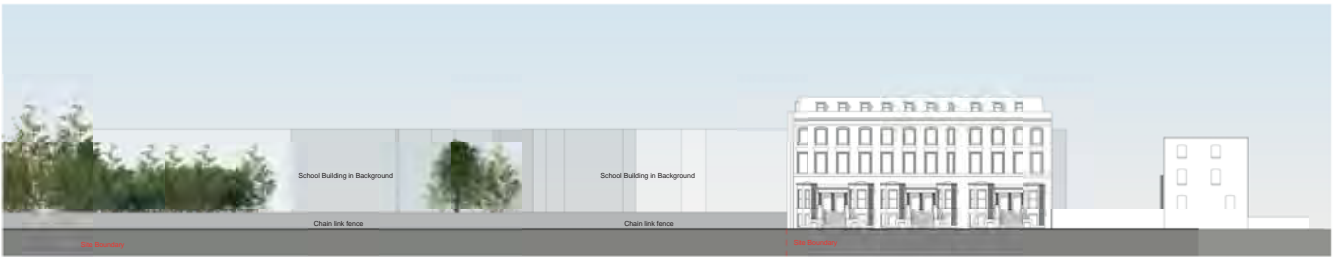 School Building in Background
School Building in Background
Chain link fence
Chain link fence
Site Boundary
Site Boundary